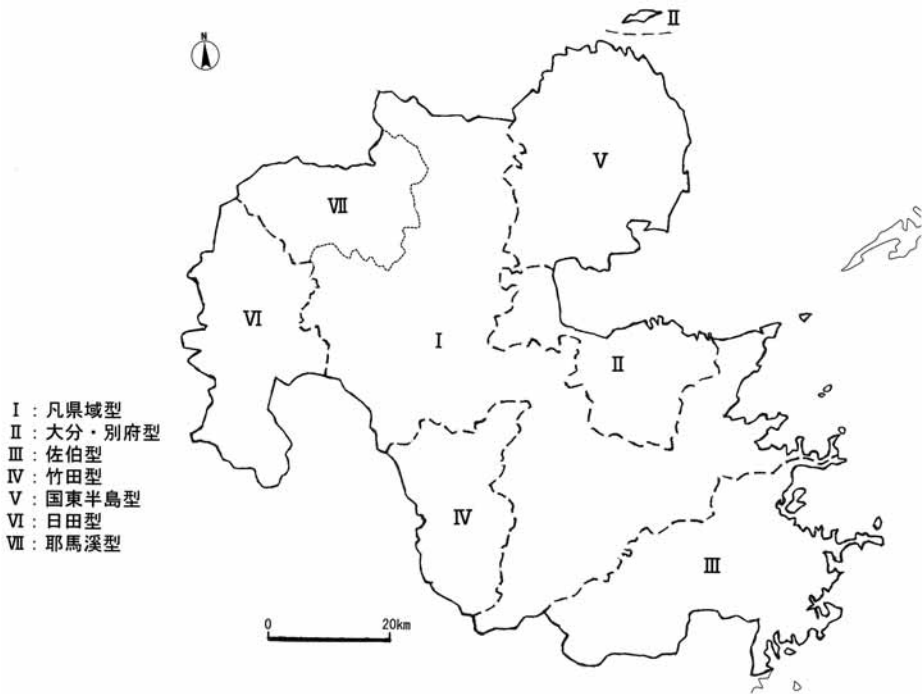 N
Ⅱ
Ⅴ
Ⅶ
Ⅵ
Ⅰ
Ⅱ
Ⅳ
Ⅲ
Ⅰ：凡県域型
Ⅱ：大分・別府型
Ⅲ：佐伯型
Ⅳ：竹田型
Ⅴ：国東半島型
Ⅵ：日田型
Ⅶ：耶馬溪型
0 20km